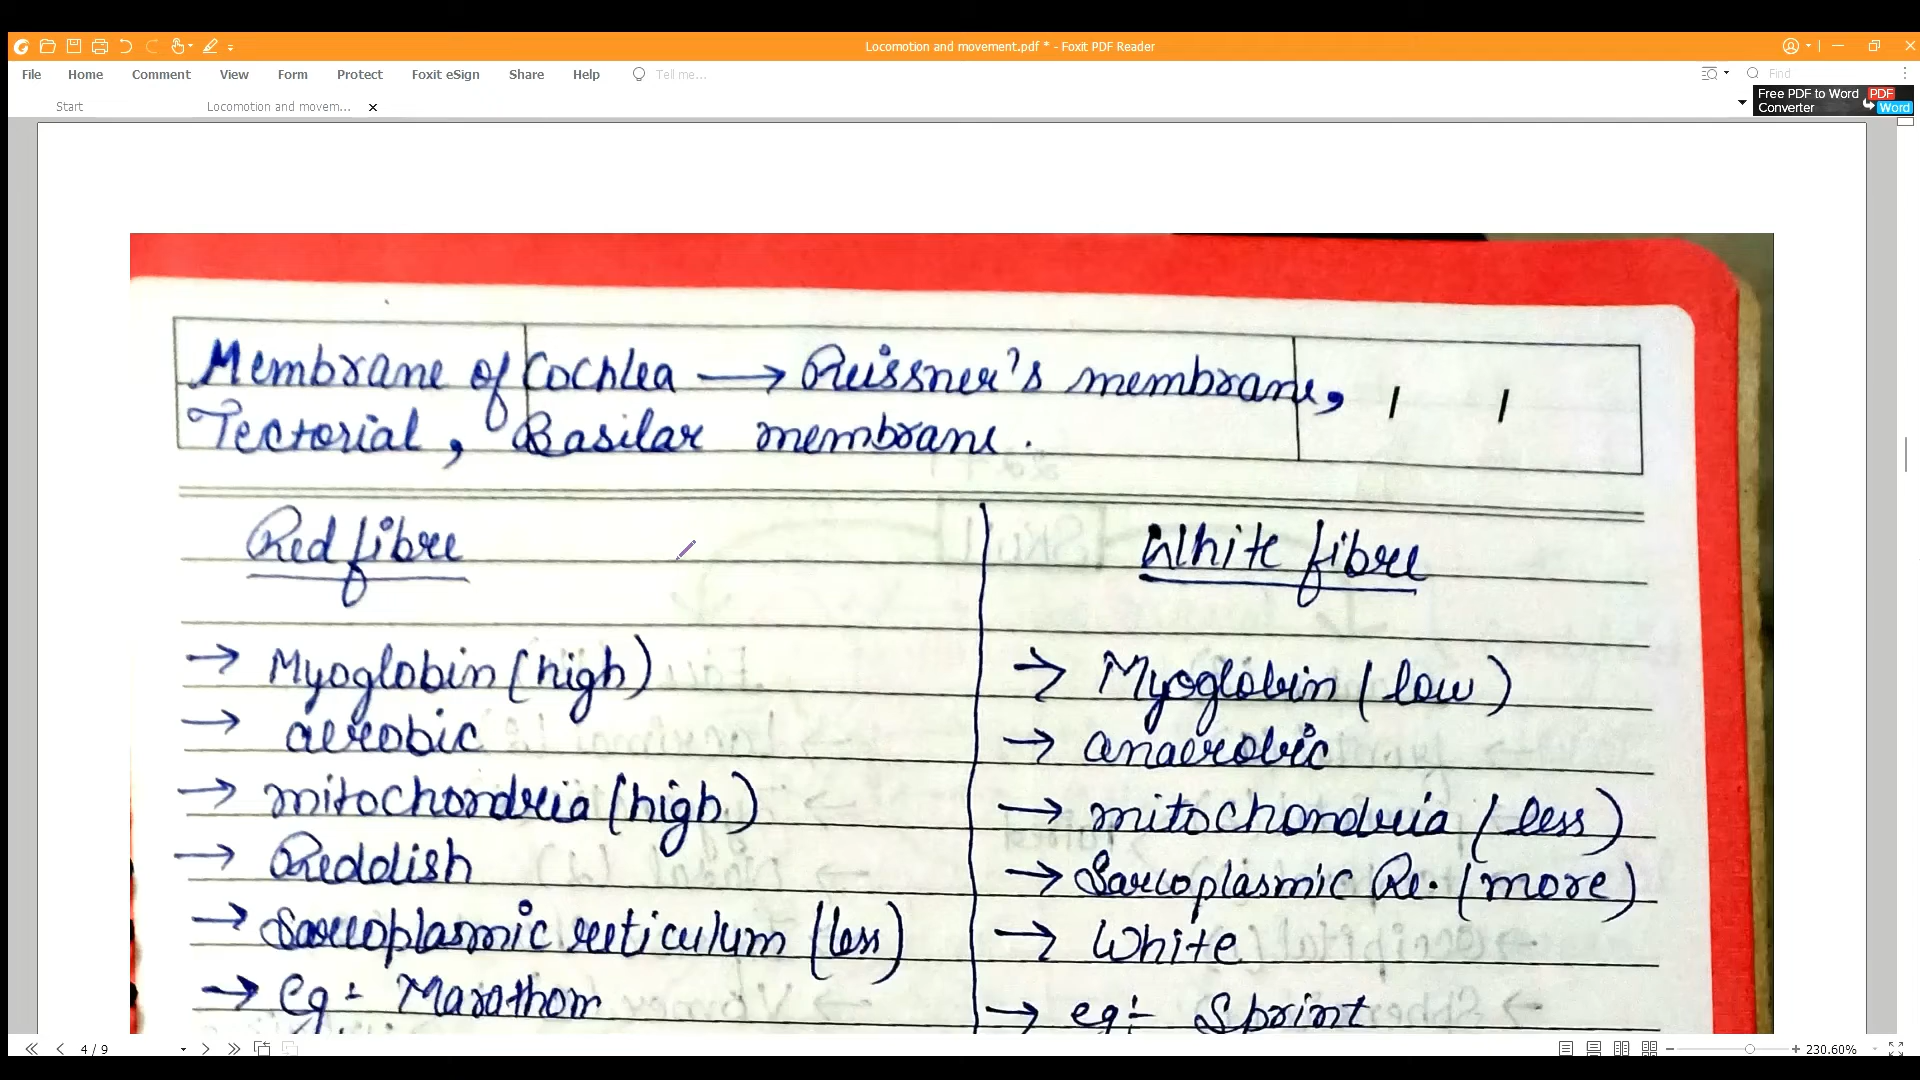 Locomotion and movement.pdf * - Foxit PDF Reader
File Home Comment View Form Protect Foxit eSign Share Help Tell me... Find
Start Locomotion and movem...
Free PDF to Word
Converter
PDF
Word
Membrane of Cochlea → Reissner's membrane,
Tectorial, Basilar membrane.
Red fibre
→ Myoglobin (high)
→ aerobic
→ mitochondria (high)
→ Reddish
→ Sarcoplasmic reticulum (less)
→ eg:- Marathon
White fibre
→ Myoglobin (low)
→ anaerobic
→ mitochondria (less)
→ Sarcoplasmic Re. (more)
→ White
→ eg:- Sprint
4 / 9
230.60%